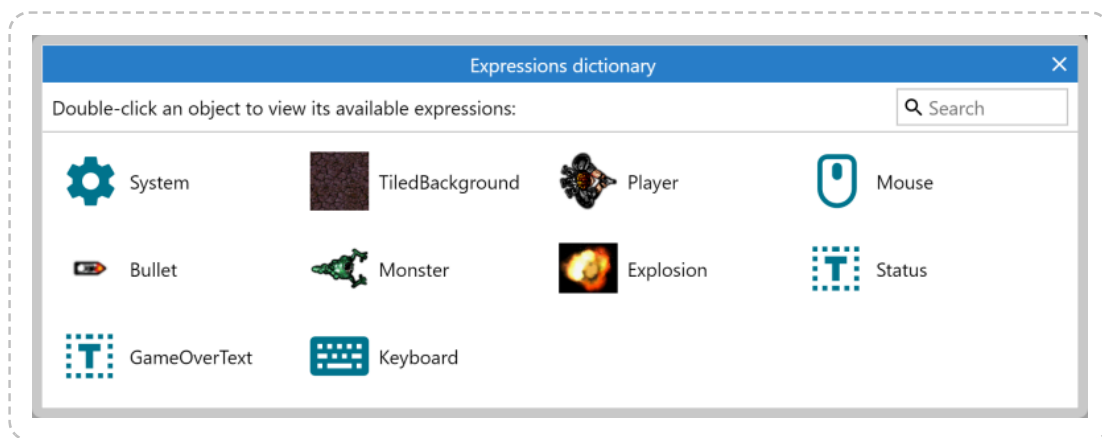 Expressions dictionary
Double-click an object to view its available expressions:
Search
System
TiledBackground
Player
Mouse
Bullet
Monster
Explosion
Status
GameOverText
Keyboard